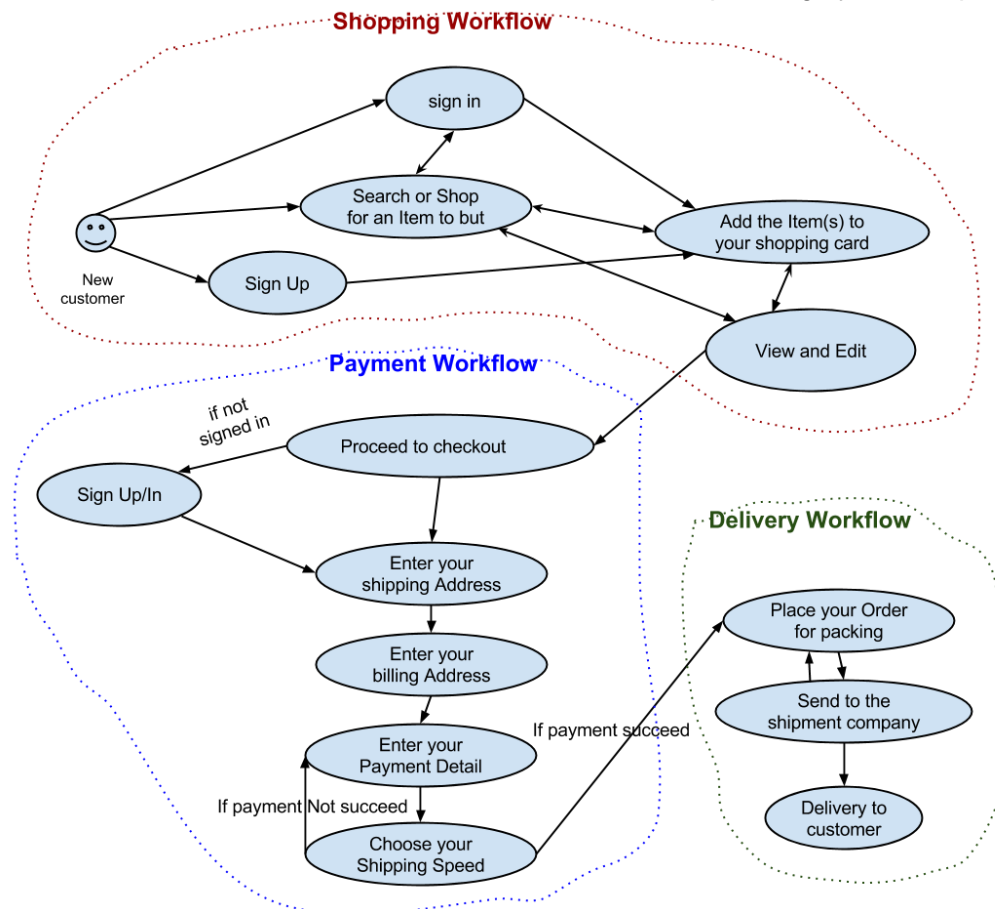 Shopping Workflow
sign in
Search or Shop
for an Item to but
Add the Item(s) to
your shopping card
New
customer
Sign Up
View and Edit
Payment Workflow
if not
signed in
Proceed to checkout
Sign Up/In
Enter your
shipping Address
Enter your
billing Address
Enter your
Payment Detail
If payment Not succeed
Choose your
Shipping Speed
If payment succeed
Delivery Workflow
Place your Order
for packing
Send to the
shipment company
Delivery to
customer